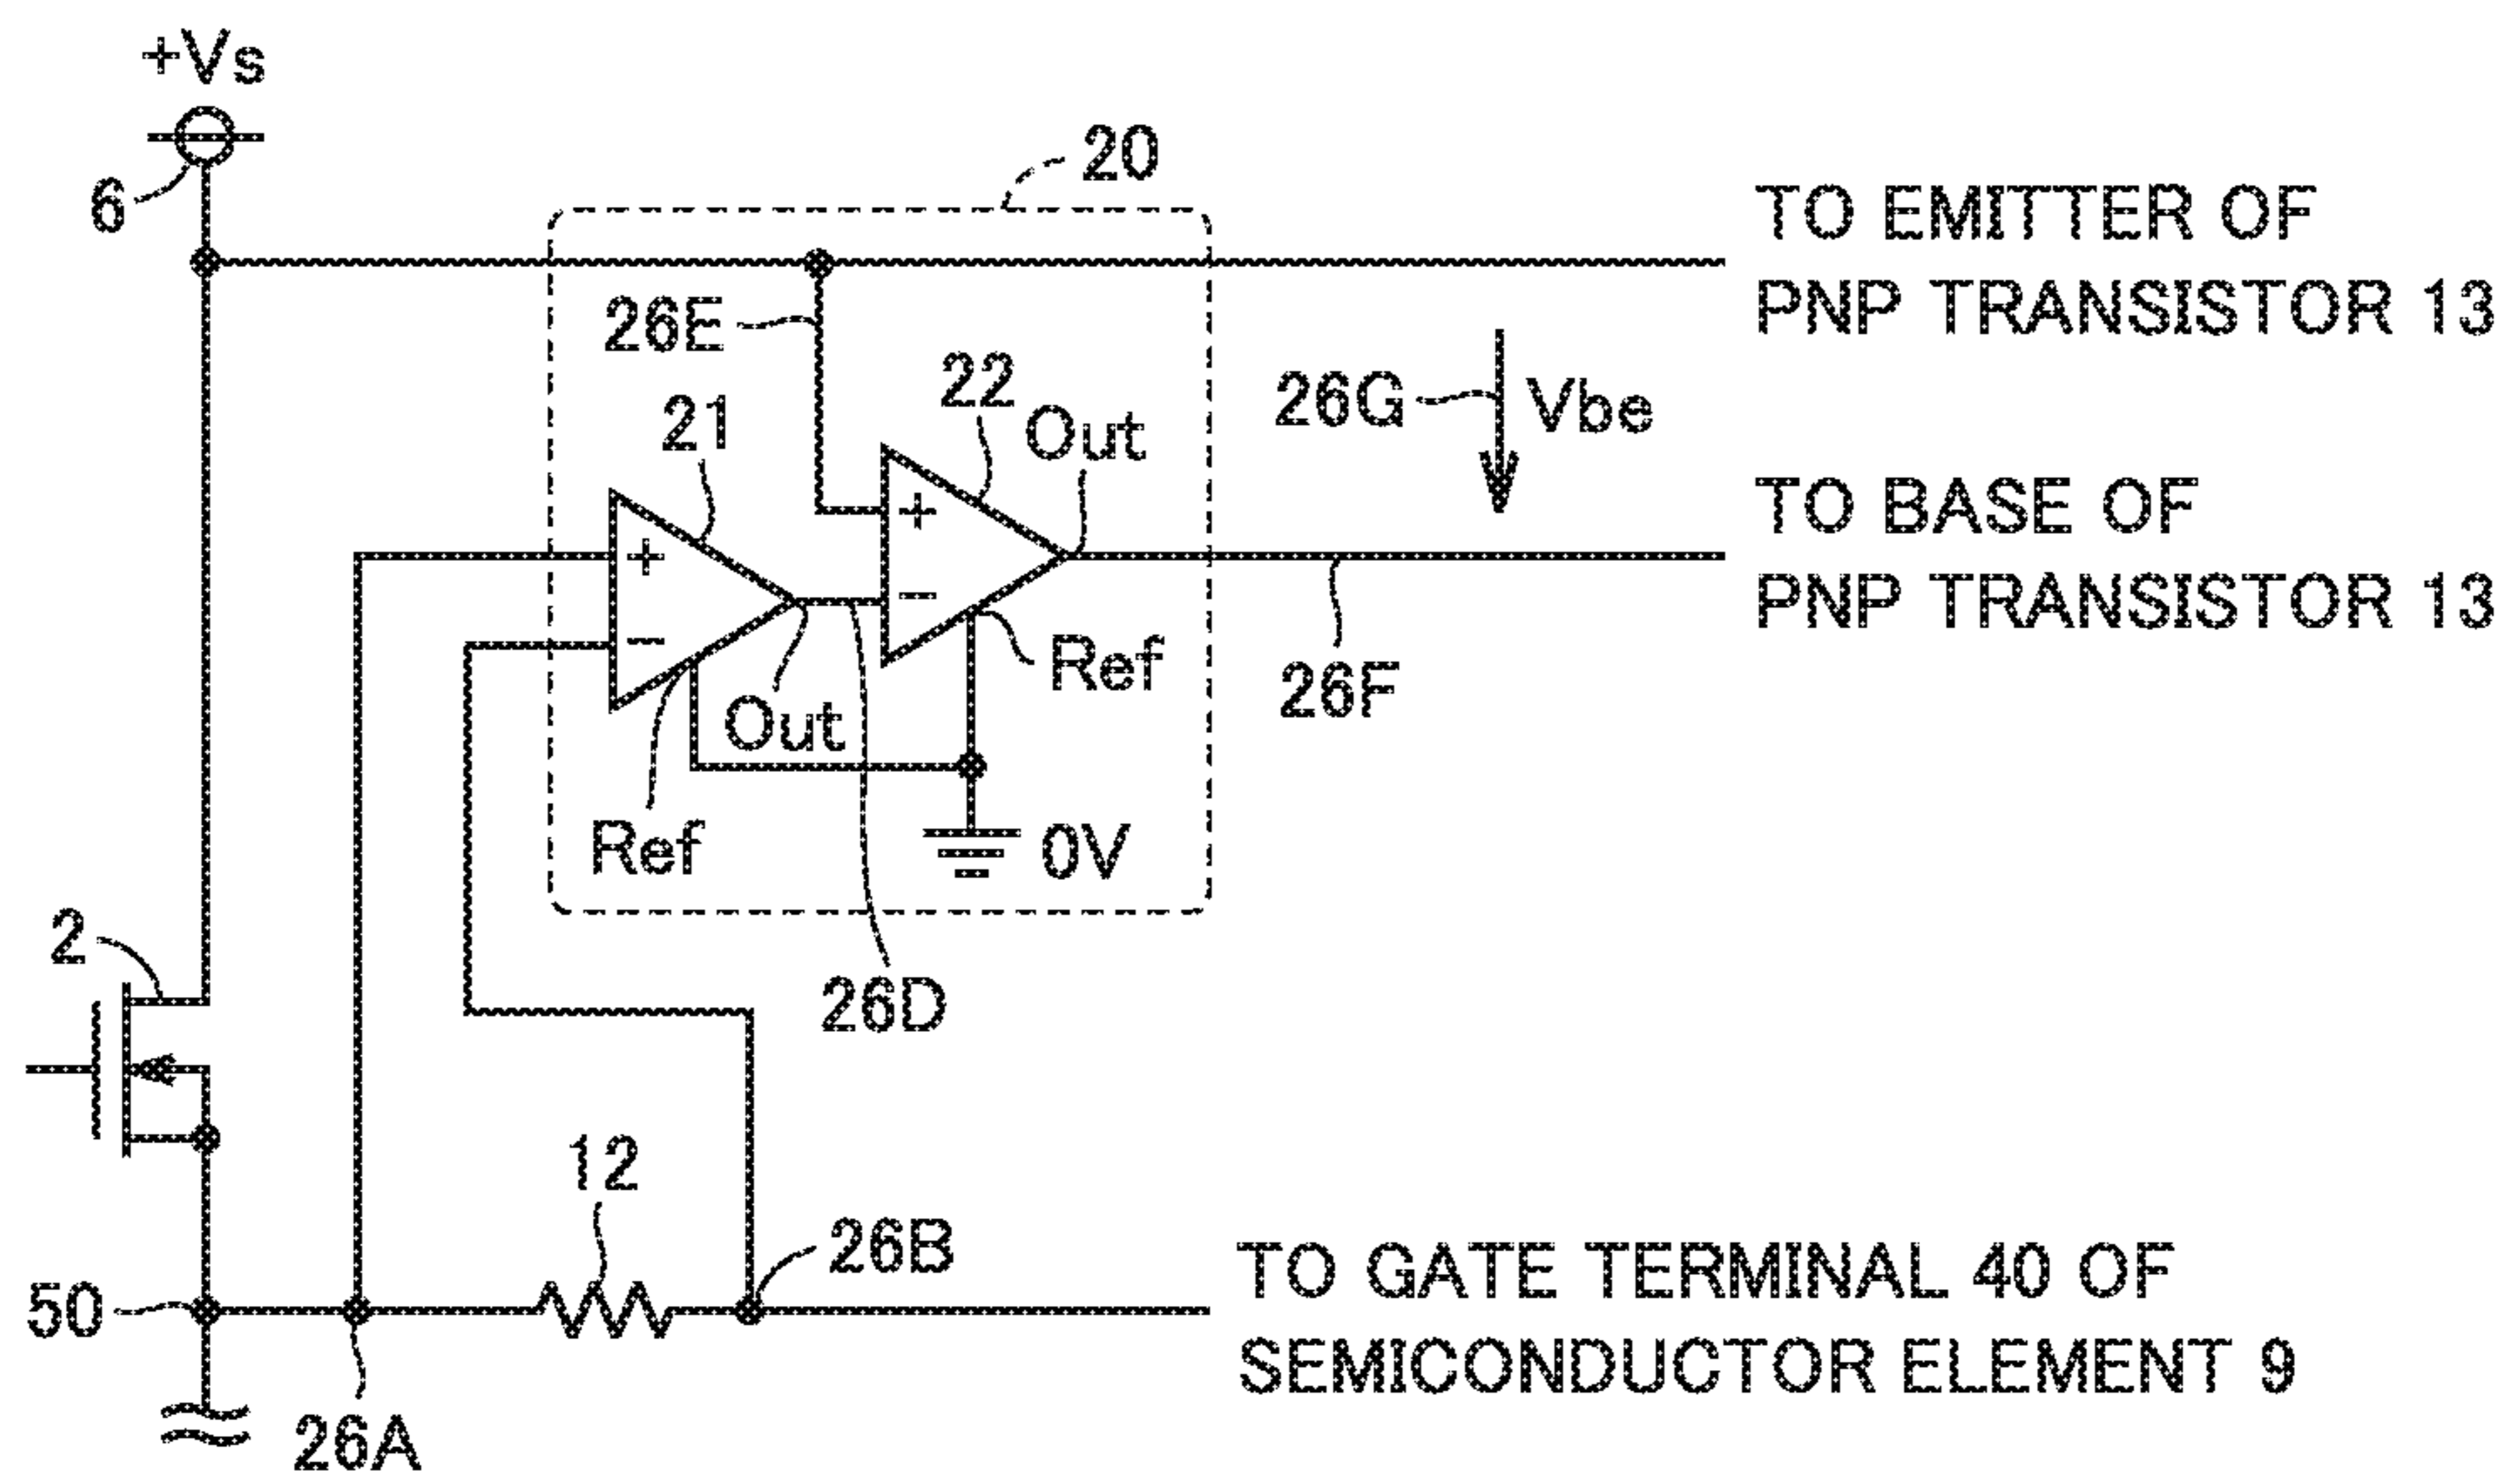 +Vs
6
20
TO EMITTER OF
PNP TRANSISTOR 13
26E
22
21
Out
26G
Vbe
+
+
−
−
TO BASE OF
PNP TRANSISTOR 13
Ref
26F
Out
Ref
0V
2
26D
12
26B
50
26A
TO GATE TERMINAL 40 OF
SEMICONDUCTOR ELEMENT 9